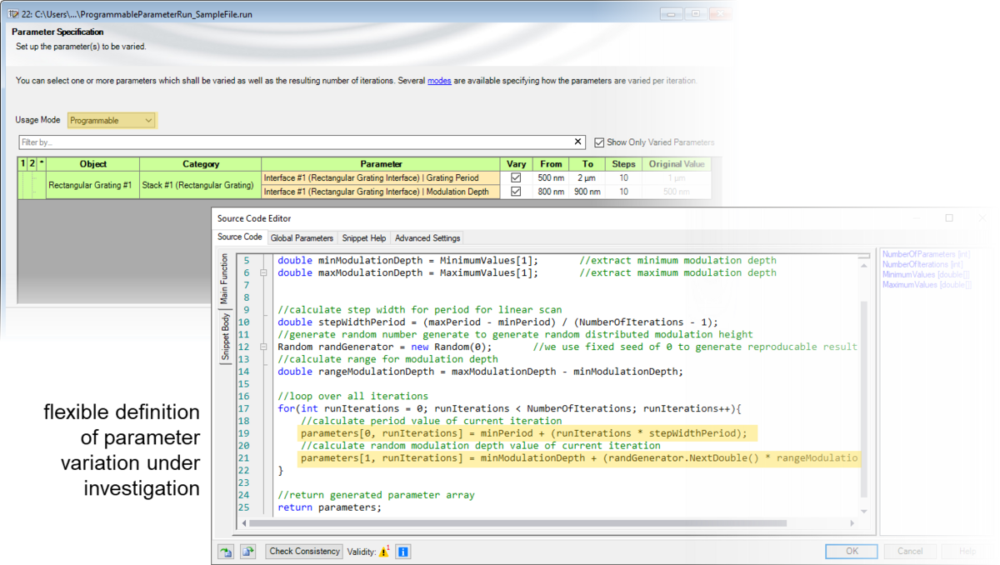 22: C:\Users\...\ProgrammableParameterRun_SampleFile.run
Parameter Specification
Set up the parameter(s) to be varied.
You can select one or more parameters which shall be varied as well as the resulting number of iterations. Several modes are available specifying how the parameters are varied per iteration.
Usage Mode Programmable
Filter by... Show Only Varied Parameters
1 2 * Object Category Parameter Vary From To Steps Original Value
Rectangular Grating #1 Stack #1 (Rectangular Grating)
Interface #1 (Rectangular Grating Interface) | Grating Period 500 nm 2 µm 10 1 µm
Interface #1 (Rectangular Grating Interface) | Modulation Depth 800 nm 900 nm 10 500 nm
Source Code Editor
Source Code Global Parameters Snippet Help Advanced Settings
Main Function
Snippet Body
5 double minModulationDepth = MinimumValues[1]; //extract minimum modulation depth
6 double maxModulationDepth = MaximumValues[1]; //extract maximum modulation depth
7
8
9 //calculate step width for period for linear scan
10 double stepWidthPeriod = (maxPeriod - minPeriod) / (NumberOfIterations - 1);
11 //generate random number generate to generate random distributed modulation height
12 Random randGenerator = new Random(0); //we use fixed seed of 0 to generate reproducable result
13 //calculate range for modulation depth
14 double rangeModulationDepth = maxModulationDepth - minModulationDepth;
15
16 //loop over all iterations
17 for(int runIterations = 0; runIterations < NumberOfIterations; runIterations++){
18 //calculate period value of current iteration
19 parameters[0, runIterations] = minPeriod + (runIterations * stepWidthPeriod);
20 //calculate random modulation depth value of current iteration
21 parameters[1, runIterations] = minModulationDepth + (randGenerator.NextDouble() * rangeModulatio
22 }
23
24 //return generated parameter array
25 return parameters;
NumberOfParameters [int]
NumberOfIterations [int]
MinimumValues [double[]]
MaximumValues [double[]]
flexible definition
of parameter
variation under
investigation
Check Consistency Validity: 1 OK Cancel Help